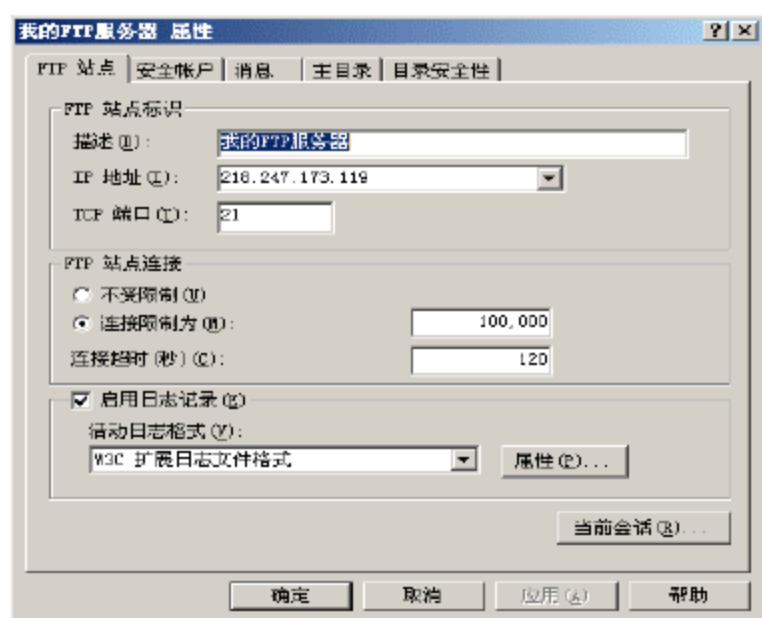 我的FTP服务器 属性
FTP 站点 安全帐户 消息 主目录 目录安全性
FTP 站点标识
描述(D): 我的FTP服务器
IP 地址(I): 218.247.173.119
TCP 端口(T): 21
FTP 站点连接
不受限制(U)
连接限制为(M): 100,000
连接超时(秒)(C): 120
启用日志记录(E)
活动日志格式(V):
W3C 扩展日志文件格式 属性(P)...
当前会话(R)...
确定 取消 应用(A) 帮助